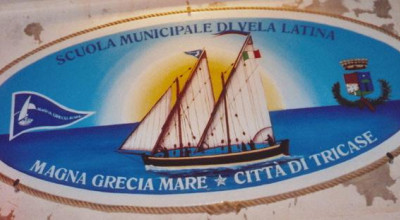 SCUOLA MUNICIPALE DI VELA LATINA
MAGNA GRECIA MARE ★ CITTÀ DI TRICASE